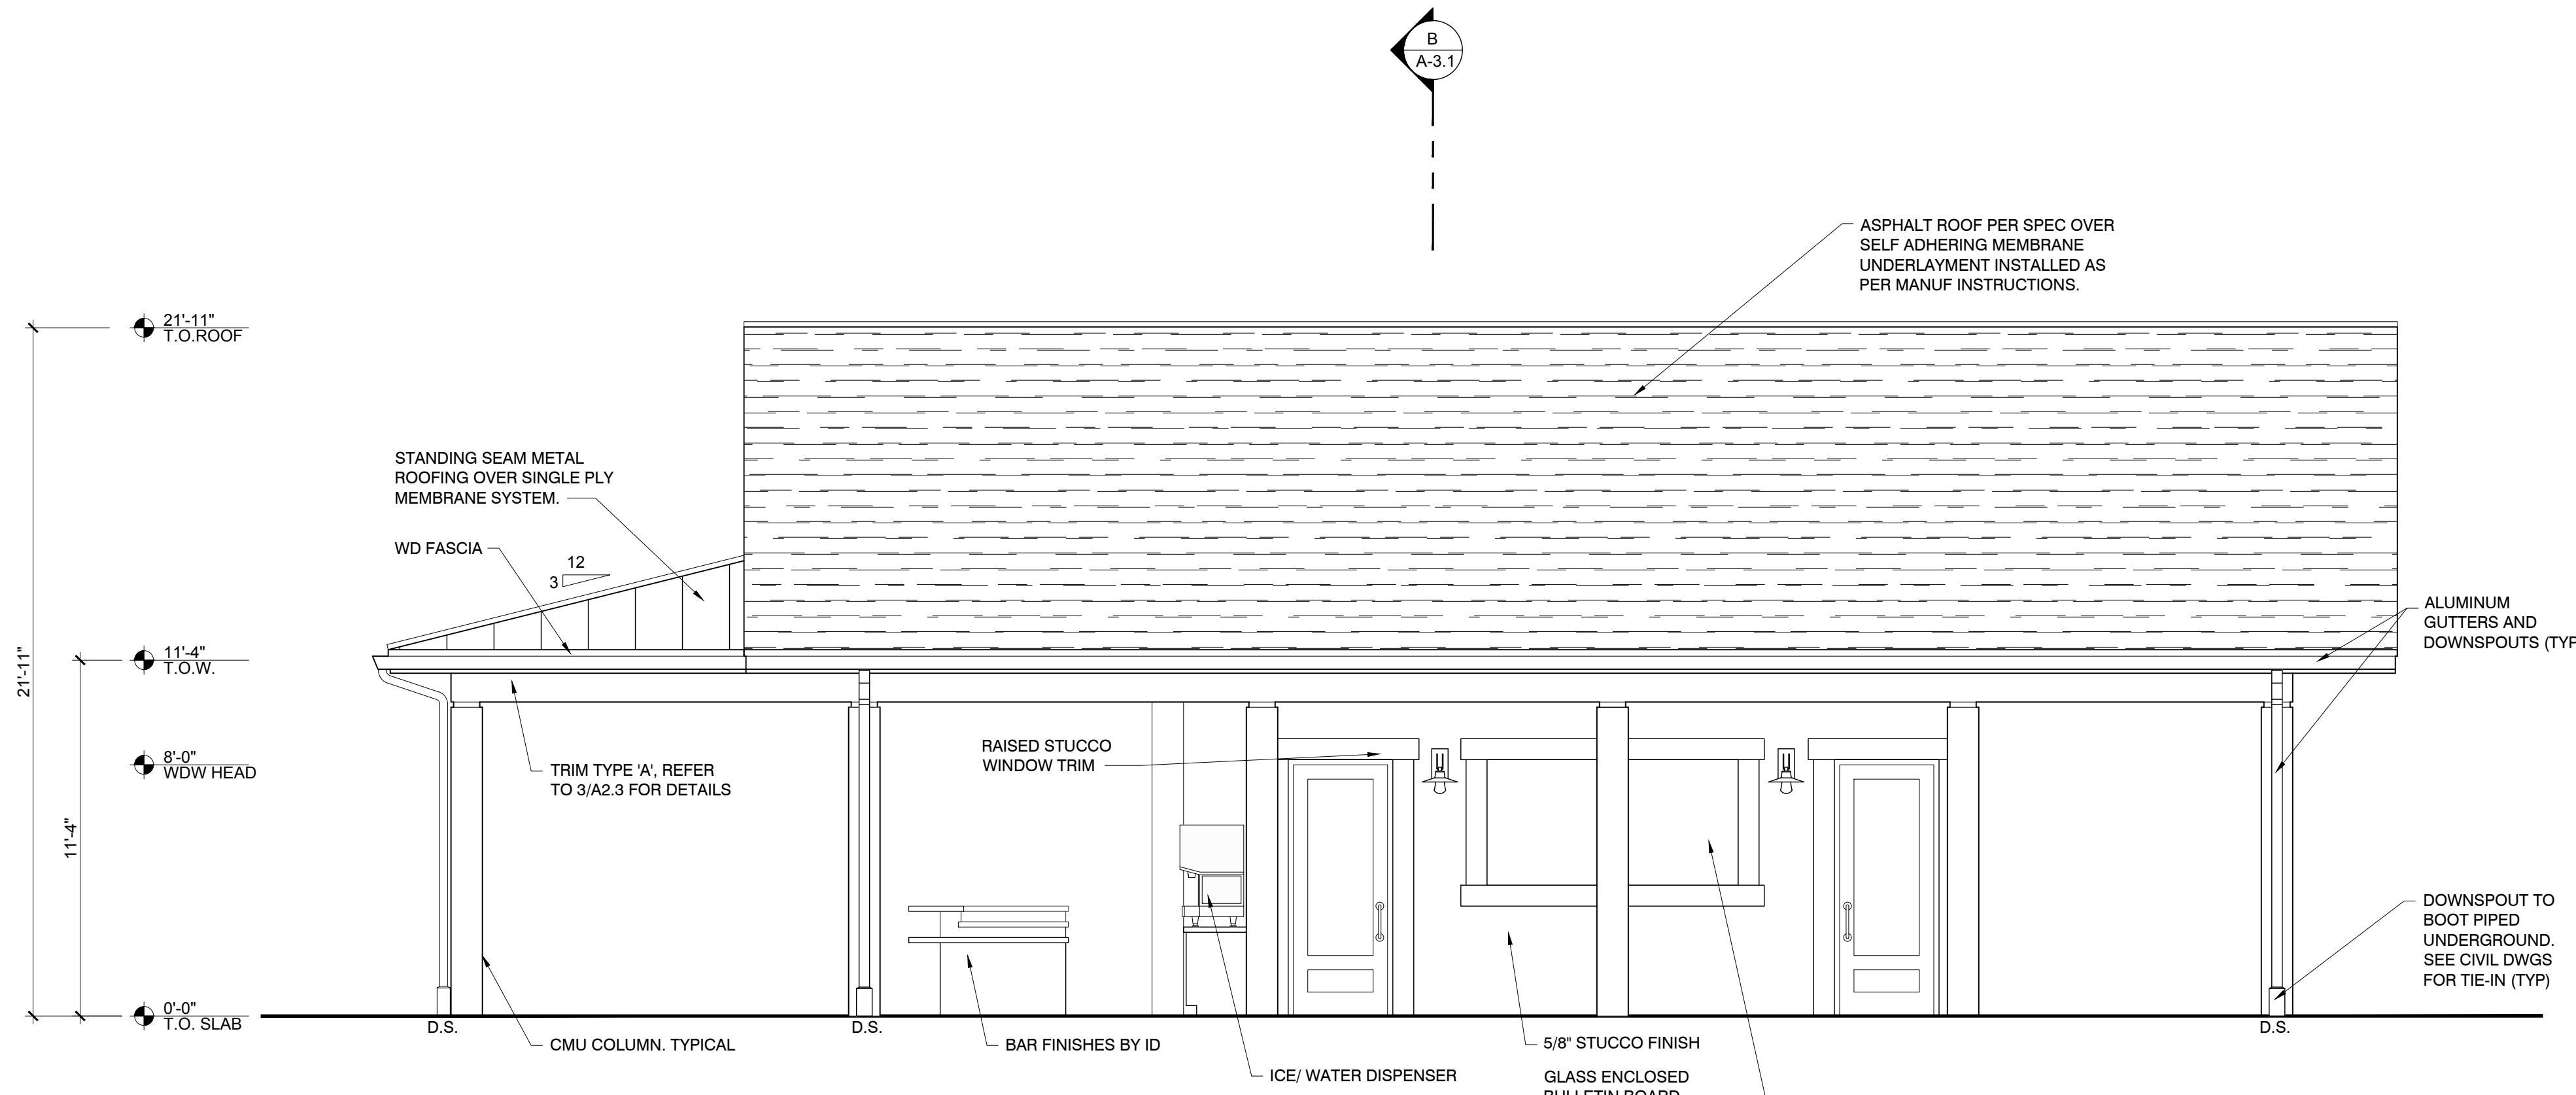 B
A-3.1
ASPHALT ROOF PER SPEC OVER
SELF ADHERING MEMBRANE
UNDERLAYMENT INSTALLED AS
PER MANUF INSTRUCTIONS.
21'-11"
T.O.ROOF
STANDING SEAM METAL
ROOFING OVER SINGLE PLY
MEMBRANE SYSTEM.
WD FASCIA
12
3
ALUMINUM
GUTTERS AND
DOWNSPOUTS (TYP
11'-4"
T.O.W.
21'-11"
11'-4"
8'-0"
WDW HEAD
TRIM TYPE 'A', REFER
TO 3/A2.3 FOR DETAILS
RAISED STUCCO
WINDOW TRIM
DOWNSPOUT TO
BOOT PIPED
UNDERGROUND.
SEE CIVIL DWGS
FOR TIE-IN (TYP)
0'-0"
T.O. SLAB
D.S.
D.S.
D.S.
CMU COLUMN. TYPICAL
BAR FINISHES BY ID
ICE/ WATER DISPENSER
5/8" STUCCO FINISH
GLASS ENCLOSED
BULLETIN BOARD